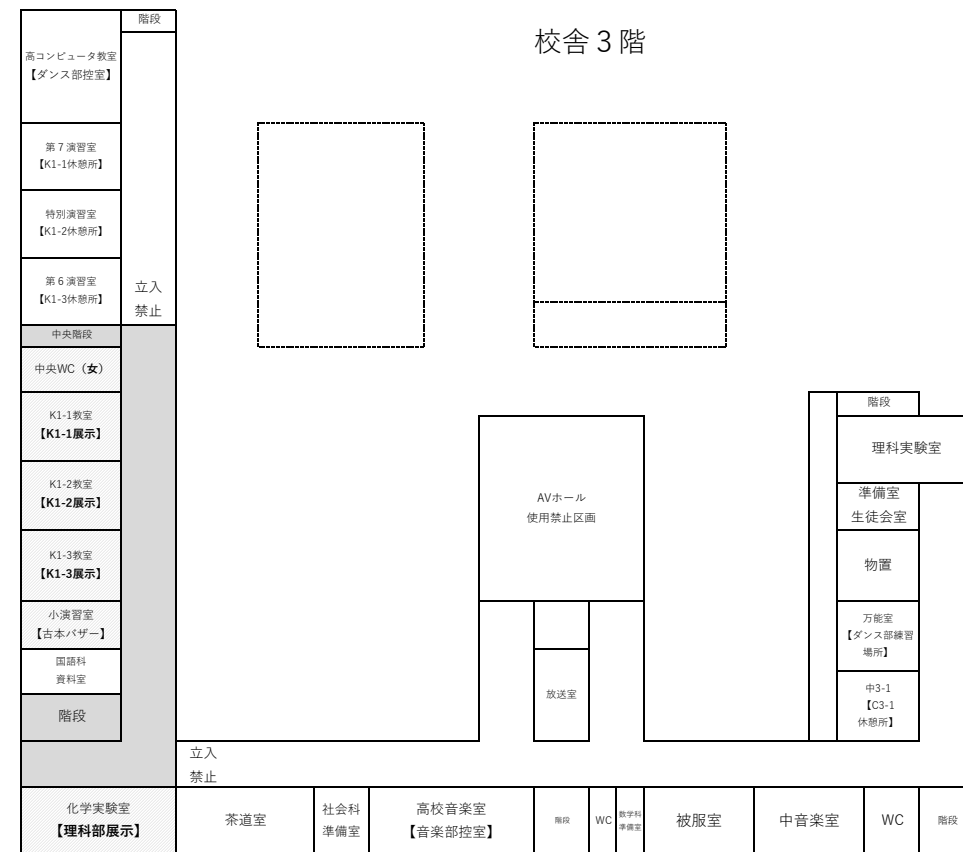 校舎３階
階段
高コンピュータ教室
【ダンス部控室】
第７演習室
【K1-1休憩所】
特別演習室
【K1-2休憩所】
第６演習室
【K1-3休憩所】
立入
禁止
中央階段
中央WC（女）
K1-1教室
【K1-1展示】
K1-2教室
【K1-2展示】
K1-3教室
【K1-3展示】
小演習室
【古本バザー】
国語科
資料室
階段
AVホール
使用禁止区画
放送室
階段
理科実験室
準備室
生徒会室
物置
万能室
【ダンス部練習
場所】
中3-1
【C3-1
休憩所】
立入
禁止
化学実験室
【理科部展示】
茶道室
社会科
準備室
高校音楽室
【音楽部控室】
階段
WC
数学科
準備室
被服室
中音楽室
WC
階段